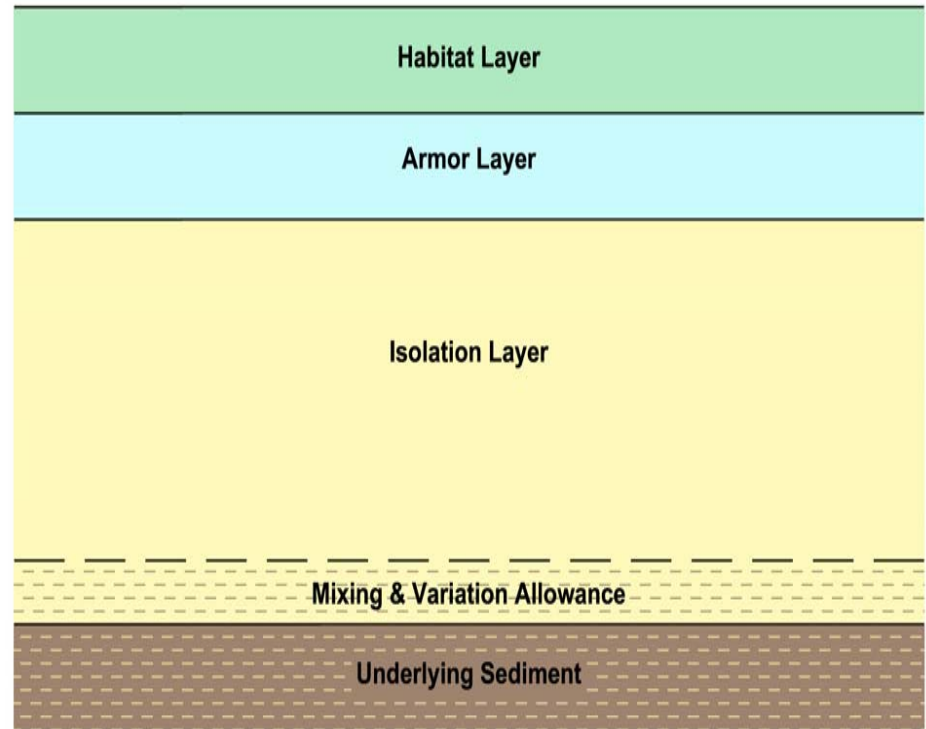 Habitat Layer
Armor Layer
Isolation Layer
Mixing & Variation Allowance
Underlying Sediment